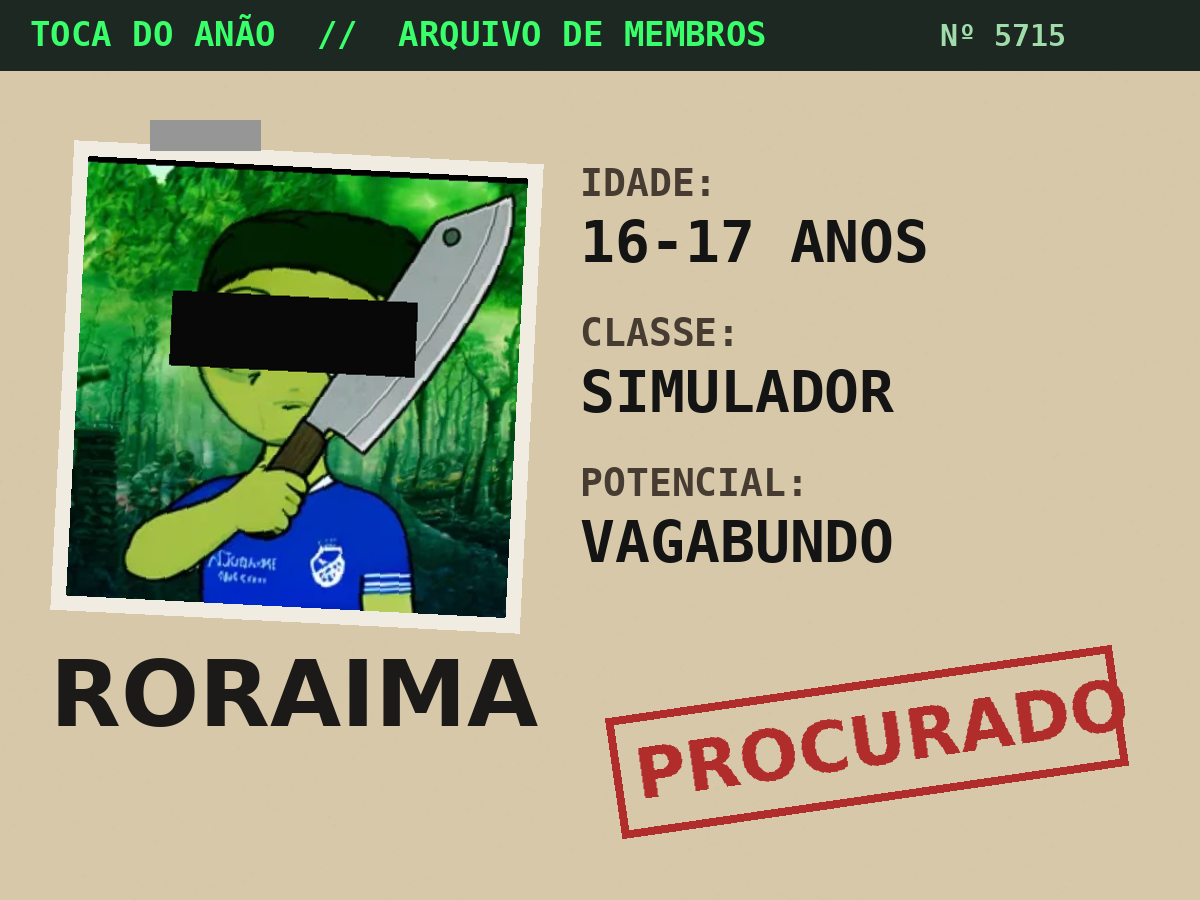 TOCA DO ANÃO // ARQUIVO DE MEMBROS Nº 5715
IDADE:
16-17 ANOS
CLASSE:
SIMULADOR
POTENCIAL:
VAGABUNDO
RORAIMA
PROCURADO